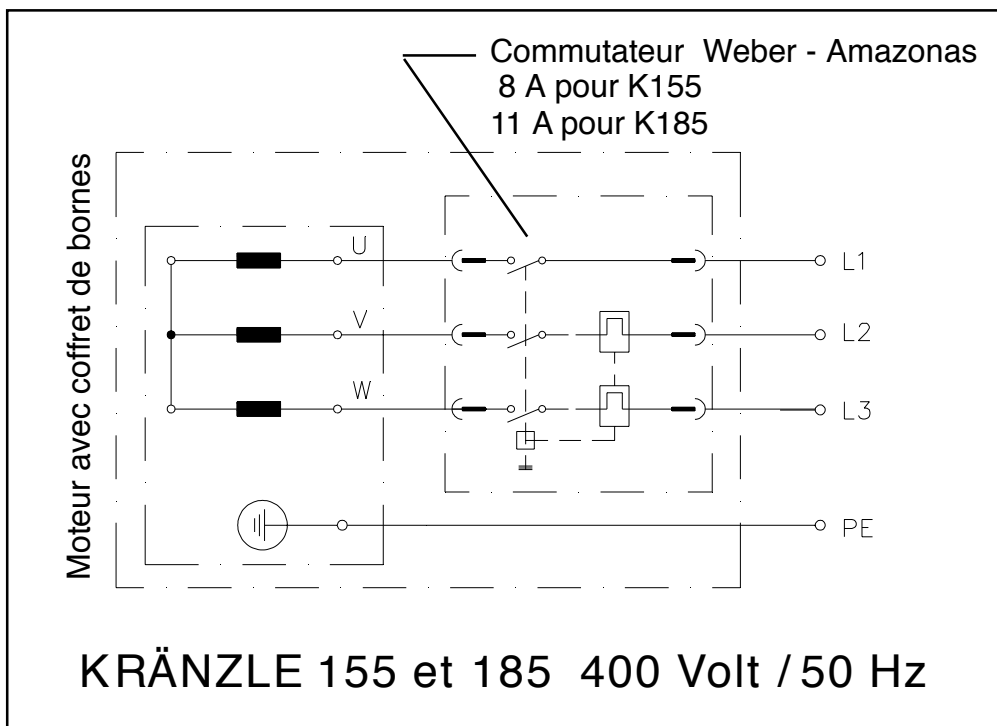 Commutateur Weber - Amazonas
8 A pour K155
11 A pour K185
Moteur avec coffret de bornes
U
L1
V
L2
W
L3
PE
KRÄNZLE 155 et 185 400 Volt / 50 Hz